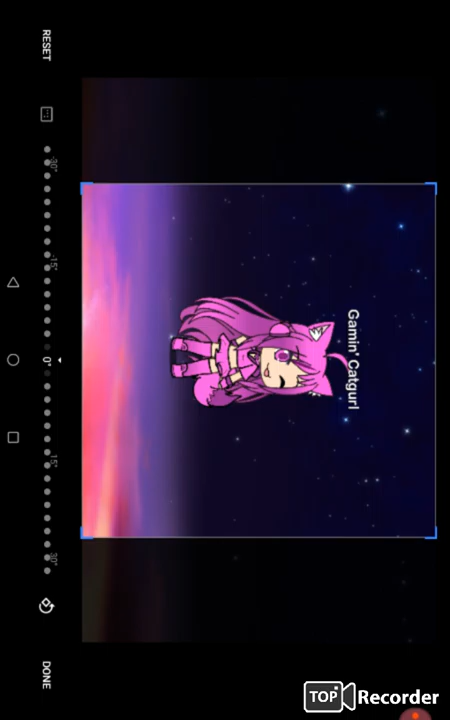 RESET
-30°
-15°
0°
15°
30°
DONE
Gamin' Catgurl
TOP Recorder